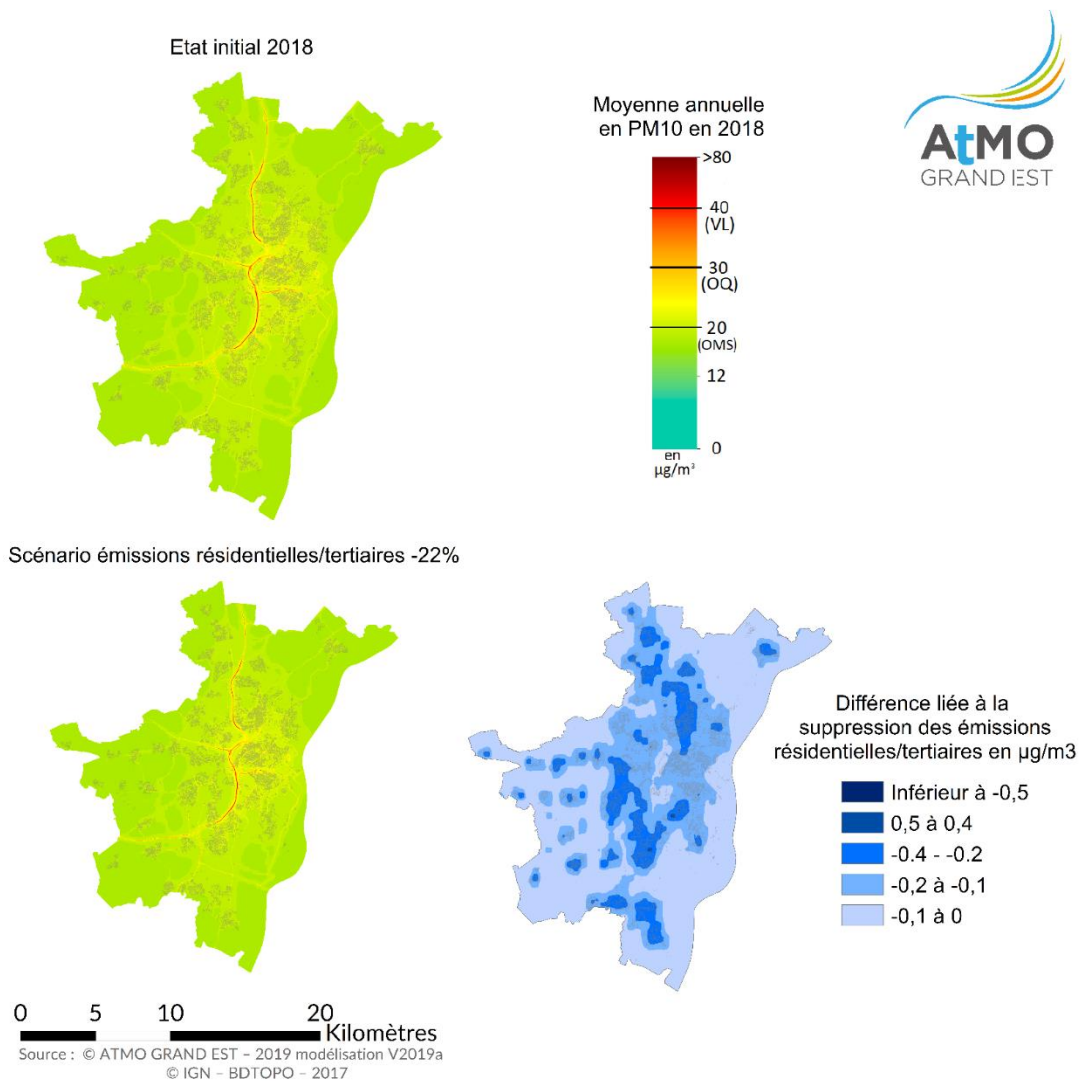 Etat initial 2018
Moyenne annuelle
en PM10 en 2018
>80
40
(VL)
30
(OQ)
20
(OMS)
12
0
en
µg/m³
AtMO
GRAND EST
Scénario émissions résidentielles/tertiaires -22%
Différence liée à la
suppression des émissions
résidentielles/tertiaires en µg/m3
Inférieur à -0,5
0,5 à 0,4
-0.4 - -0.2
-0,2 à -0,1
-0,1 à 0
0 5 10 20
Kilomètres
Source : © ATMO GRAND EST – 2019 modélisation V2019a
© IGN – BDTOPO – 2017